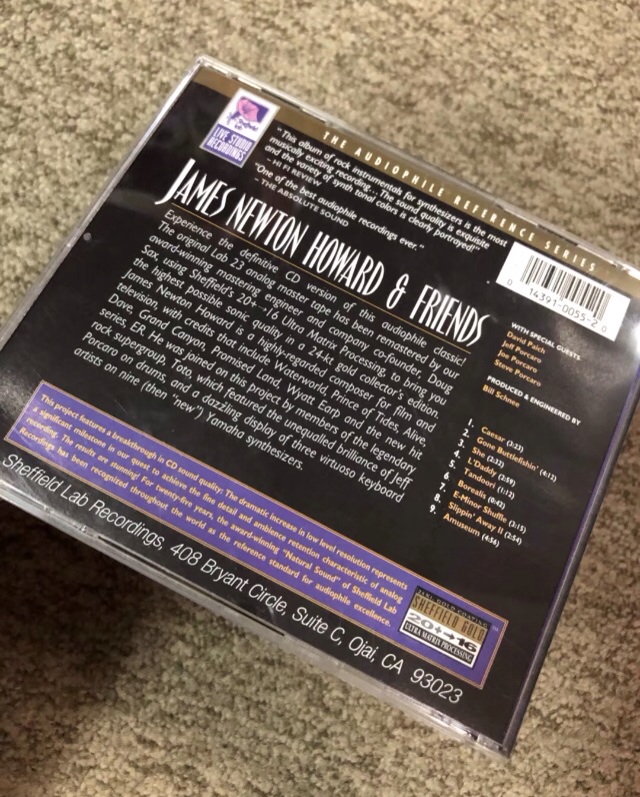 THE AUDIOPHILE REFERENCE SERIES
LIVE STUDIO
RECORDINGS
"This album of rock instrumentals for synthesizers is the most
musically exciting recording... The sound quality is exquisite
and the variety of synth tonal colors is clearly portrayed!"
- HI FI REVIEW
"One of the best audiophile recordings ever."
- THE ABSOLUTE SOUND
JAMES NEWTON HOWARD & FRIENDS
0 14391-0055-2 0
Experience the definitive CD version of this audiophile classic!
The original Lab 23 analog master tape has been remastered by our
award-winning mastering engineer and company co-founder, Doug
Sax, using Sheffield's 20+→16 Ultra Matrix Processing, to bring you
the highest possible sonic quality in a 24-kt. gold collector's edition
James Newton Howard is a highly-regarded composer for film and
television, with credits that include Waterworld, Prince of Tides, Alive,
Dave, Grand Canyon, Promised Land, Wyatt Earp, and the new hit
series, ER. He was joined on this project by members of the legendary
rock supergroup, Toto, which featured the unequalled brilliance of Jeff
Porcaro on drums, and a dazzling display of three virtuoso keyboard
artists on nine (then "new") Yamaha synthesizers.
WITH SPECIAL GUESTS
David Paich
Jeff Porcaro
Joe Porcaro
Steve Porcaro
PRODUCED & ENGINEERED BY
Bill Schnee
1. Caesar (3:23)
2. Gone Buttlefishin' (4:12)
3. She (2:33)
4. L'Daddy (3:59)
5. Tandoori (1:12)
6. Borealis (0:42)
7. E-Minor Shuffle (3:15)
8. Slippin' Away II (2:54)
9. Amuseum (4:54)
This project features a breakthrough in CD sound quality: The dramatic increase in low level resolution represents
a significant milestone in our quest to achieve the fine detail and ambience retention characteristic of analog
recording. The results are stunning! For twenty-five years, the award-winning "Natural Sound" of Sheffield Lab
Recordings has been recognized throughout the world as the reference standard for audiophile excellence.
24 KT. GOLD COATING
SHEFFIELD GOLD
20+→16
ULTRA MATRIX PROCESSING
TM
Sheffield Lab Recordings, 408 Bryant Circle, Suite C, Ojai, CA 93023